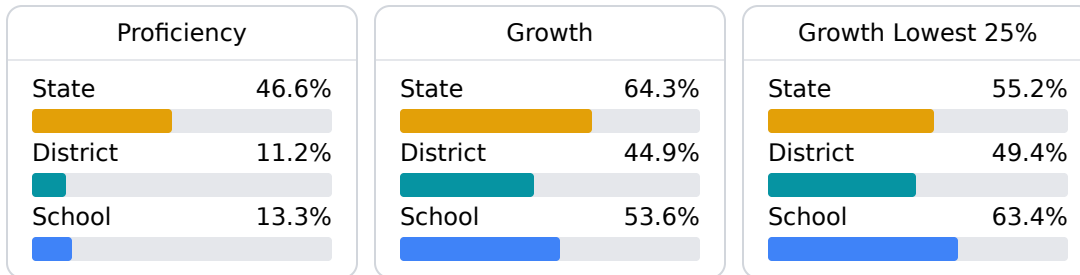 Proficiency
State 46.6%
District 11.2%
School 13.3%
Growth
State 64.3%
District 44.9%
School 53.6%
Growth Lowest 25%
State 55.2%
District 49.4%
School 63.4%